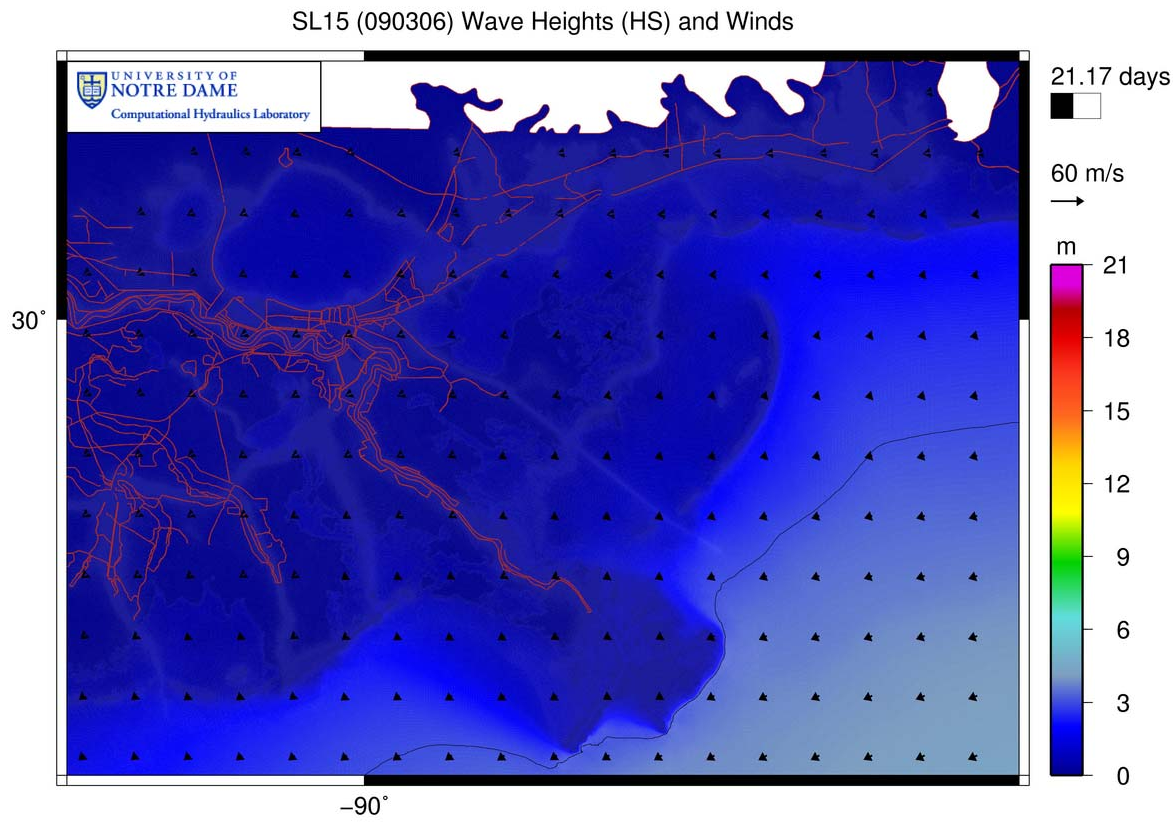 SL15 (090306) Wave Heights (HS) and Winds
UNIVERSITY OF
NOTRE DAME
Computational Hydraulics Laboratory
21.17 days
60 m/s
m
21
18
15
12
9
6
3
0
30°
−90°